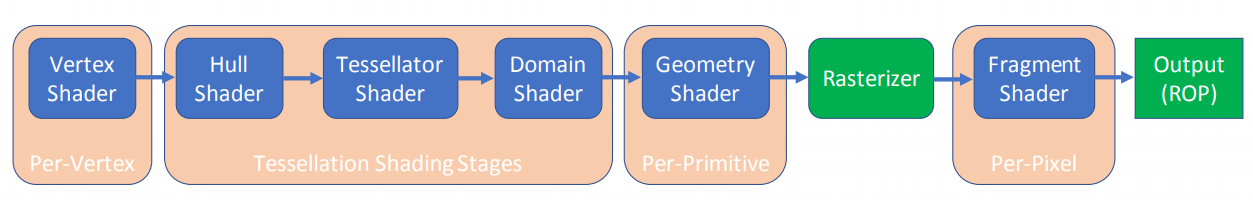 Vertex
Shader
Hull
Shader
Tessellator
Shader
Domain
Shader
Geometry
Shader
Rasterizer
Fragment
Shader
Output
(ROP)
Per-Vertex
Tessellation Shading Stages
Per-Primitive
Per-Pixel